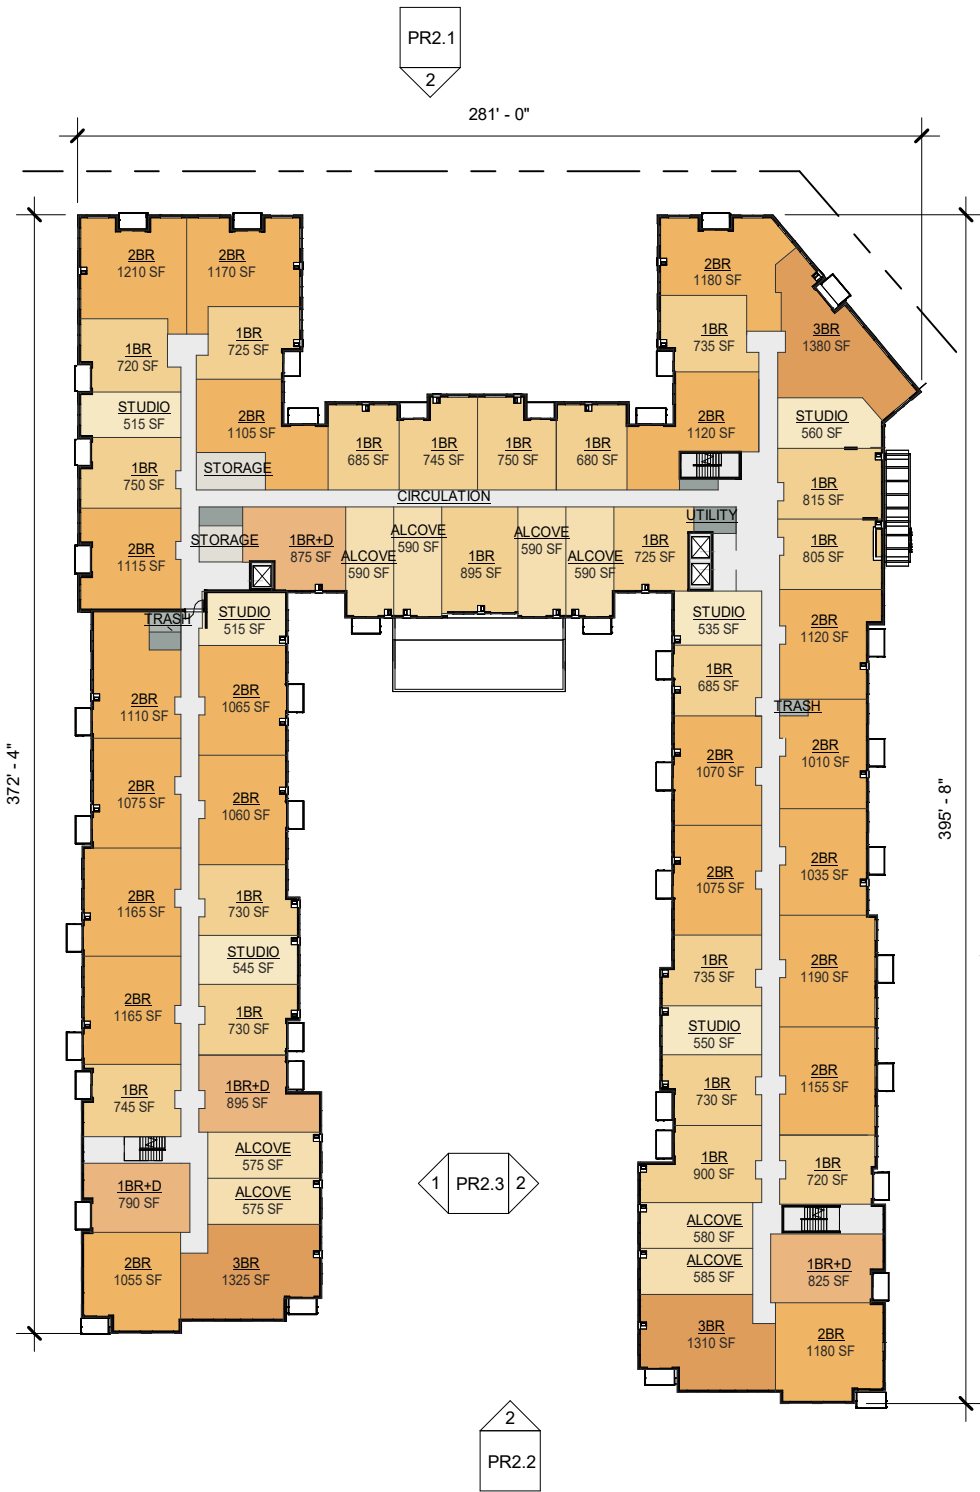 PR2.1
2
281' - 0"
2BR
1210 SF
2BR
1170 SF
2BR
1180 SF
1BR
720 SF
1BR
725 SF
1BR
735 SF
3BR
1380 SF
STUDIO
515 SF
2BR
1105 SF
2BR
1120 SF
STUDIO
560 SF
1BR
685 SF
1BR
745 SF
1BR
750 SF
1BR
680 SF
1BR
750 SF
STORAGE
1BR
815 SF
CIRCULATION
2BR
1115 SF
STORAGE
1BR+D
875 SF
ALCOVE
590 SF
ALCOVE
590 SF
1BR
895 SF
ALCOVE
590 SF
ALCOVE
590 SF
1BR
725 SF
UTILITY
1BR
805 SF
TRASH
STUDIO
515 SF
STUDIO
535 SF
2BR
1120 SF
2BR
1110 SF
2BR
1065 SF
1BR
685 SF
TRASH
372' - 4"
2BR
1075 SF
2BR
1060 SF
2BR
1070 SF
2BR
1010 SF
395' - 8"
2BR
1165 SF
1BR
730 SF
2BR
1075 SF
2BR
1035 SF
2BR
1165 SF
STUDIO
545 SF
1BR
735 SF
2BR
1190 SF
1BR
730 SF
STUDIO
550 SF
1BR
745 SF
1BR+D
895 SF
1BR
730 SF
2BR
1155 SF
ALCOVE
575 SF
1BR
900 SF
1BR
720 SF
1BR+D
790 SF
ALCOVE
575 SF
1
PR2.3
2
ALCOVE
580 SF
2BR
1055 SF
3BR
1325 SF
ALCOVE
585 SF
1BR+D
825 SF
3BR
1310 SF
2BR
1180 SF
2
PR2.2